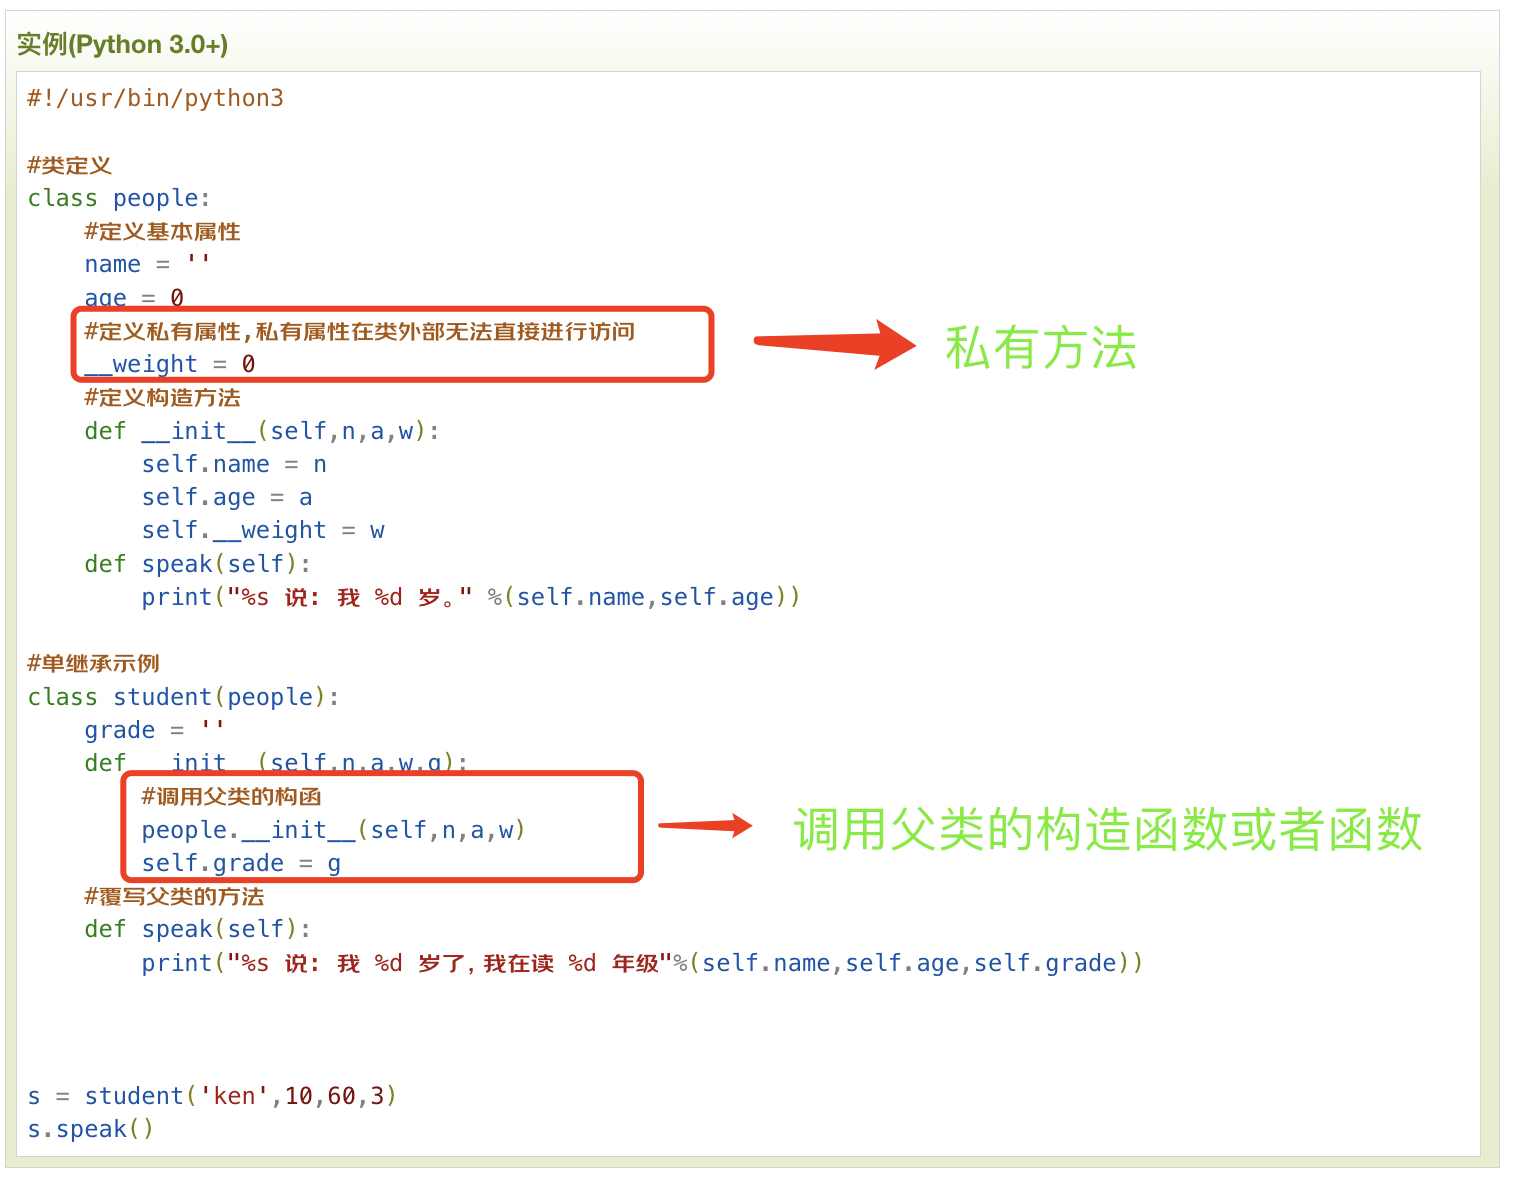 实例(Python 3.0+)
#!/usr/bin/python3
#类定义
class people:
    #定义基本属性
    name = ''
    age = 0
    #定义私有属性,私有属性在类外部无法直接进行访问
    __weight = 0
私有方法
    #定义构造方法
    def __init__(self,n,a,w):
        self.name = n
        self.age = a
        self.__weight = w
    def speak(self):
        print("%s 说: 我 %d 岁。" %(self.name,self.age))
#单继承示例
class student(people):
    grade = ''
    def __init__(self,n,a,w,g):
        #调用父类的构函
        people.__init__(self,n,a,w)
        self.grade = g
调用父类的构造函数或者函数
    #覆写父类的方法
    def speak(self):
        print("%s 说: 我 %d 岁了,我在读 %d 年级"%(self.name,self.age,self.grade))
s = student('ken',10,60,3)
s.speak()